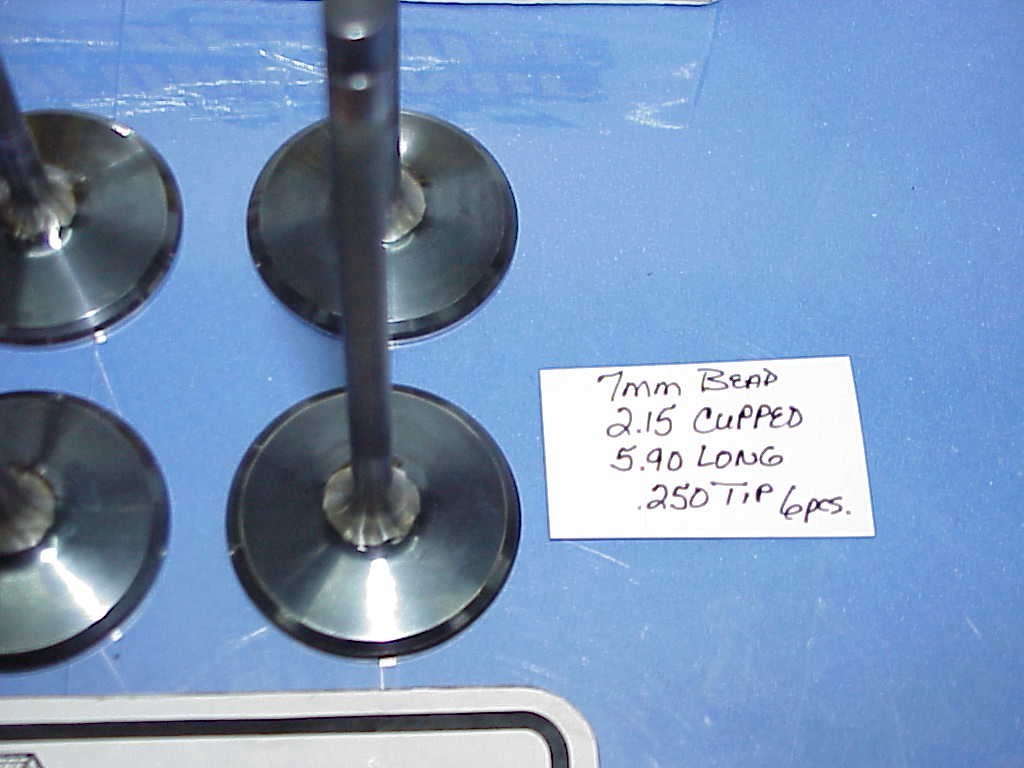 7mm BEAD
2.15 CUPPED
5.90 LONG
.250 TIP 6pcs.